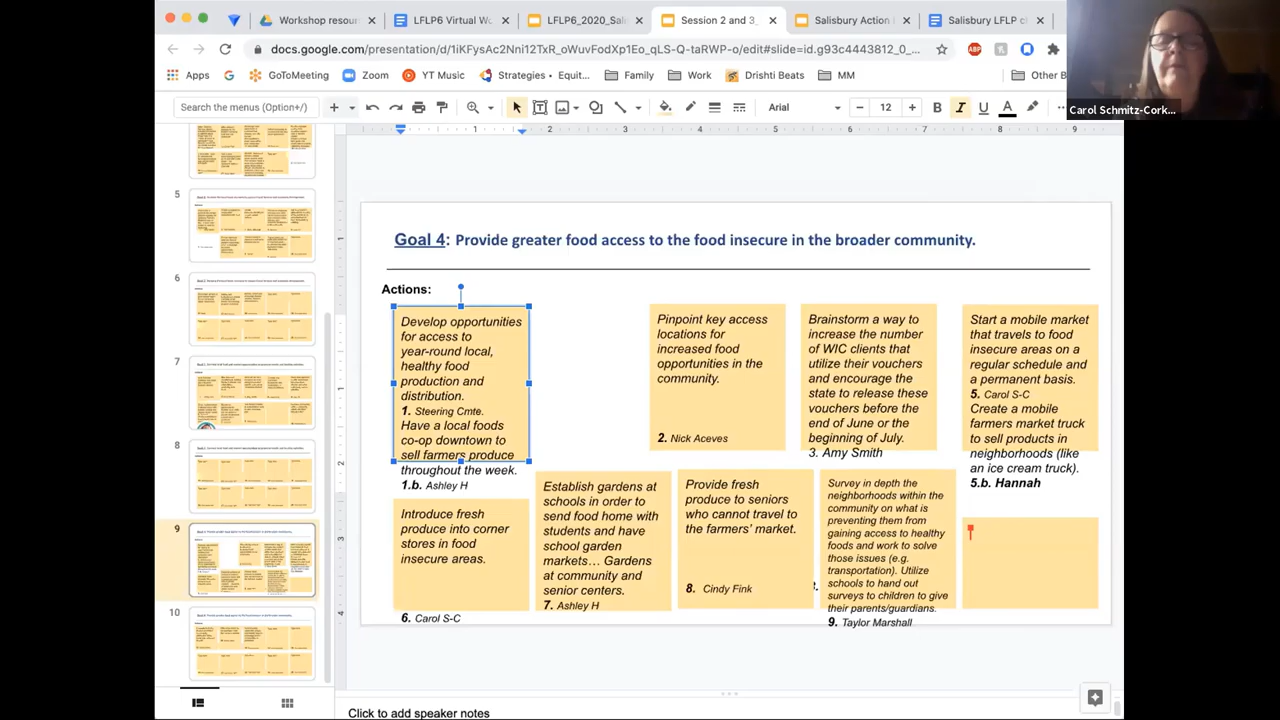 Workshop resour
LFLP6 Virtual Wo
LFLP6_2020_Sal
Session 2 and 3_
Salisbury Action
Salisbury LFLP cl
docs.google.com/presentation/d/1iKFysAc2Nni12TxR_oWuvFooXp1Eo_qLS-Q-taRWP-o/edit#slide=id.g93c4443812_0_...
ABP
Apps
GoToMeeting
Zoom
YT Music
Strategies • Equit...
Family
Work
Drishti Beats
MM
Other B
Carol Schmitz-Cork...
Search the menus (Option+/)
Arial
12
B I U A
Goal : Provide greater food access to the food insecure in the broader community.
Actions:
Develop opportunities
for access to
year-round local,
healthy food
provision and
distribution.
1. Steering Cmte
Have a local foods
co-op downtown to
sell farmers produce
throughout the week.
1.b. Ashley H
Pinpoint key access
locations for
increased food
opportunities in the
community.
2. Nick Aceves
Brainstorm a way to
increase the number
of WIC clients that
utilize their vouchers
and encourage the
state to release these
vouchers before the
end of June or the
beginning of July.
3. Amy Smith
Start a mobile market
that travels to food
insecure areas on a
regular schedule and
a permanent basis.
5. Carol S-C
Create a mobile
farmers market truck
to sell products in
neighborhoods (like
an ice cream truck).
5.b. Hannah
Introduce fresh
produce into corner
stores in food
insecure areas.
6. Carol S-C
Establish gardens at
schools in order to
send food home with
students and have
school garden
markets… Gardens
at community and
senior centers.
7. Ashley H
Provide fresh
produce to seniors
who cannot travel to
the farmers' market.
8. Cindy Fink
Survey in depth the
neighborhoods within the
community on what is
preventing them from
gaining access to healthy
foods and work to solve
those issues (e.g.
transportation). Utilize
schools to hand out
surveys to children to give
their parents/guardians.
9. Taylor Marshall
5
6
7
8
9
10
Click to add speaker notes